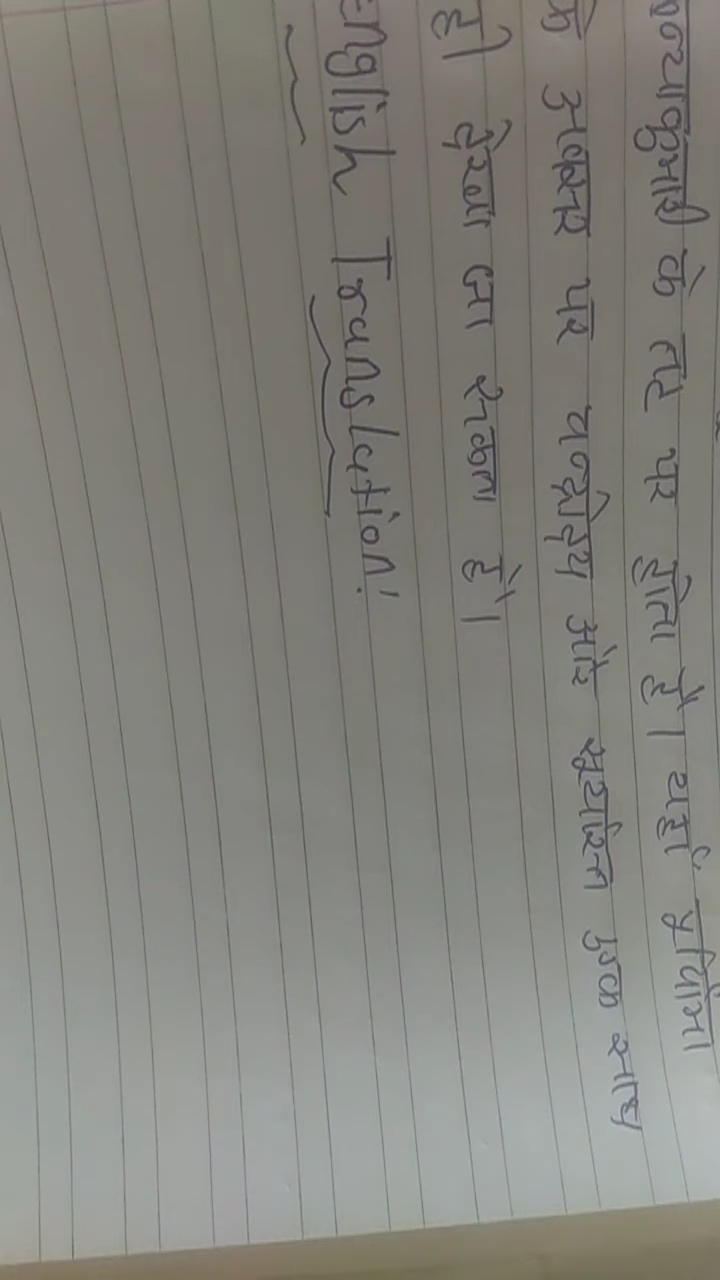 कन्याकुमारी के तट पर होता है। यहाँ पूर्णिमा
के अवसर पर चन्द्रोदय और सूर्यास्त एक साथ
ही देखा जा सकता है।
English Translation: